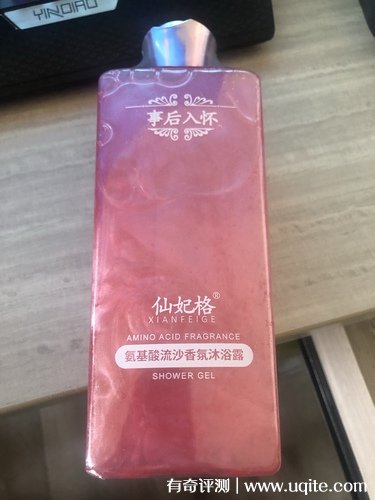 YINDIAO
事后入怀
仙妃格®
XIANFEIGE
AMINO ACID FRAGRANCE
氨基酸流沙香氛沐浴露
SHOWER GEL
有奇评测 | www.uqite.com